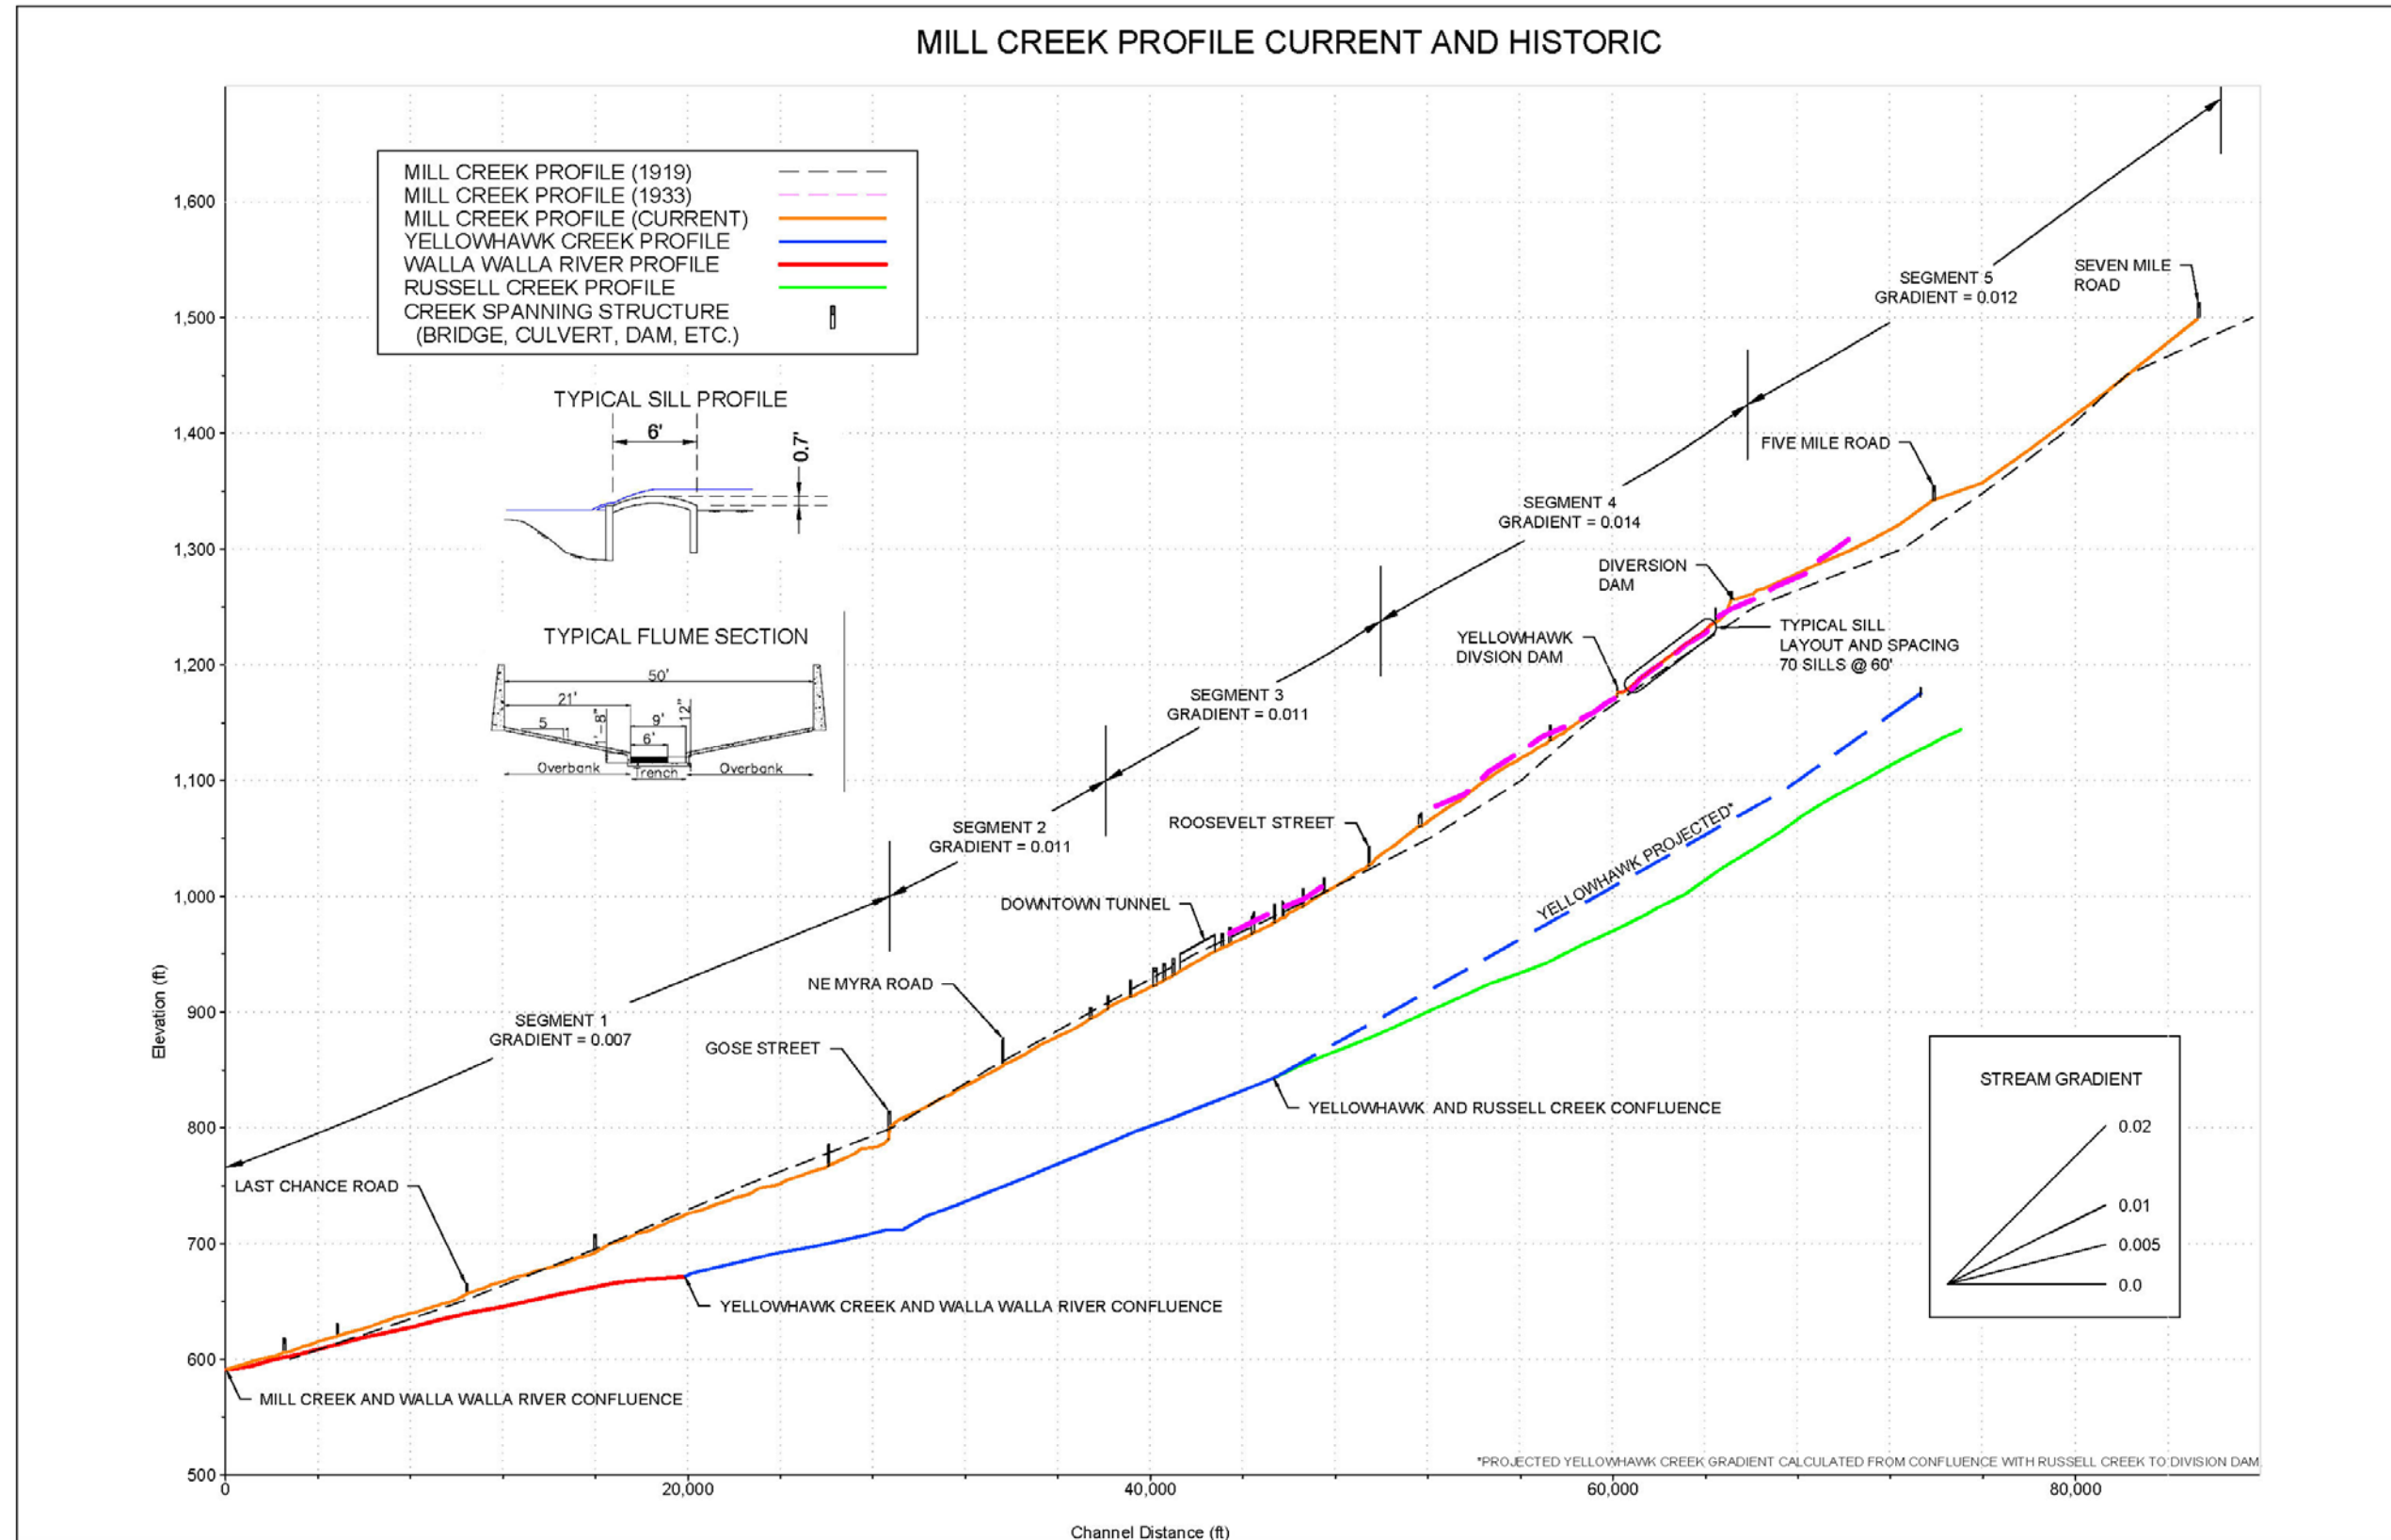 MILL CREEK PROFILE CURRENT AND HISTORIC
MILL CREEK PROFILE (1919)
MILL CREEK PROFILE (1933)
MILL CREEK PROFILE (CURRENT)
YELLOWHAWK CREEK PROFILE
WALLA WALLA RIVER PROFILE
RUSSELL CREEK PROFILE
CREEK SPANNING STRUCTURE
(BRIDGE, CULVERT, DAM, ETC.)
TYPICAL SILL PROFILE
6'
0.7'
TYPICAL FLUME SECTION
50'
21'
5
1
1'-8"
9'
12"
6'
Overbank
Trench
Overbank
SEGMENT 5
GRADIENT = 0.012
SEVEN MILE
ROAD
FIVE MILE ROAD
SEGMENT 4
GRADIENT = 0.014
DIVERSION
DAM
YELLOWHAWK
DIVSION DAM
TYPICAL SILL
LAYOUT AND SPACING
70 SILLS @ 60'
SEGMENT 3
GRADIENT = 0.011
SEGMENT 2
GRADIENT = 0.011
ROOSEVELT STREET
YELLOWHAWK PROJECTED*
DOWNTOWN TUNNEL
NE MYRA ROAD
SEGMENT 1
GRADIENT = 0.007
GOSE STREET
YELLOWHAWK AND RUSSELL CREEK CONFLUENCE
LAST CHANCE ROAD
YELLOWHAWK CREEK AND WALLA WALLA RIVER CONFLUENCE
MILL CREEK AND WALLA WALLA RIVER CONFLUENCE
STREAM GRADIENT
0.02
0.01
0.005
0.0
*PROJECTED YELLOWHAWK CREEK GRADIENT CALCULATED FROM CONFLUENCE WITH RUSSELL CREEK TO DIVISION DAM
Elevation (ft)
1,600
1,500
1,400
1,300
1,200
1,100
1,000
900
800
700
600
500
0
20,000
40,000
60,000
80,000
Channel Distance (ft)